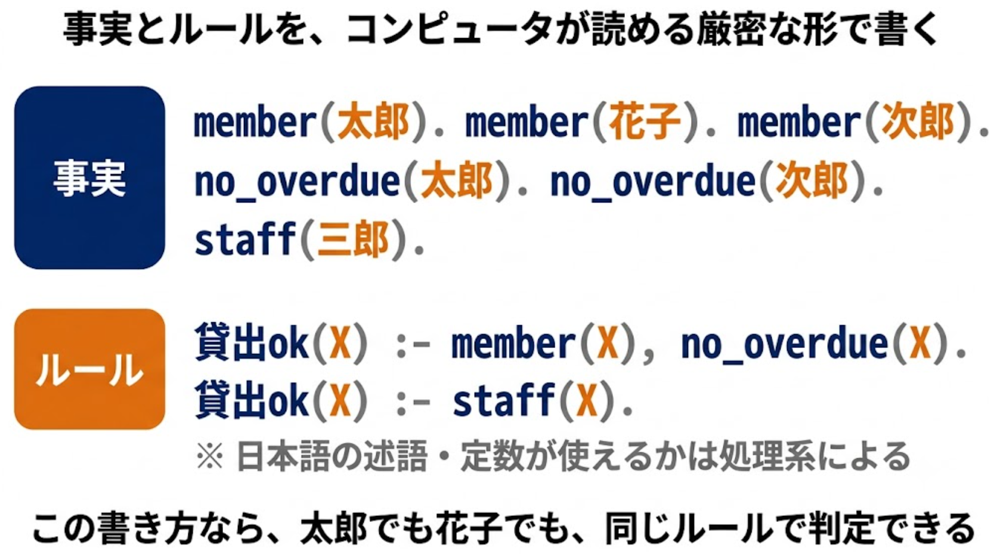 事実とルールを、コンピュータが読める厳密な形で書く
事実
member(太郎). member(花子). member(次郎).
no_overdue(太郎). no_overdue(次郎).
staff(三郎).
ルール
貸出ok(X) :- member(X), no_overdue(X).
貸出ok(X) :- staff(X).
※ 日本語の述語・定数が使えるかは処理系による
この書き方なら、太郎でも花子でも、同じルールで判定できる